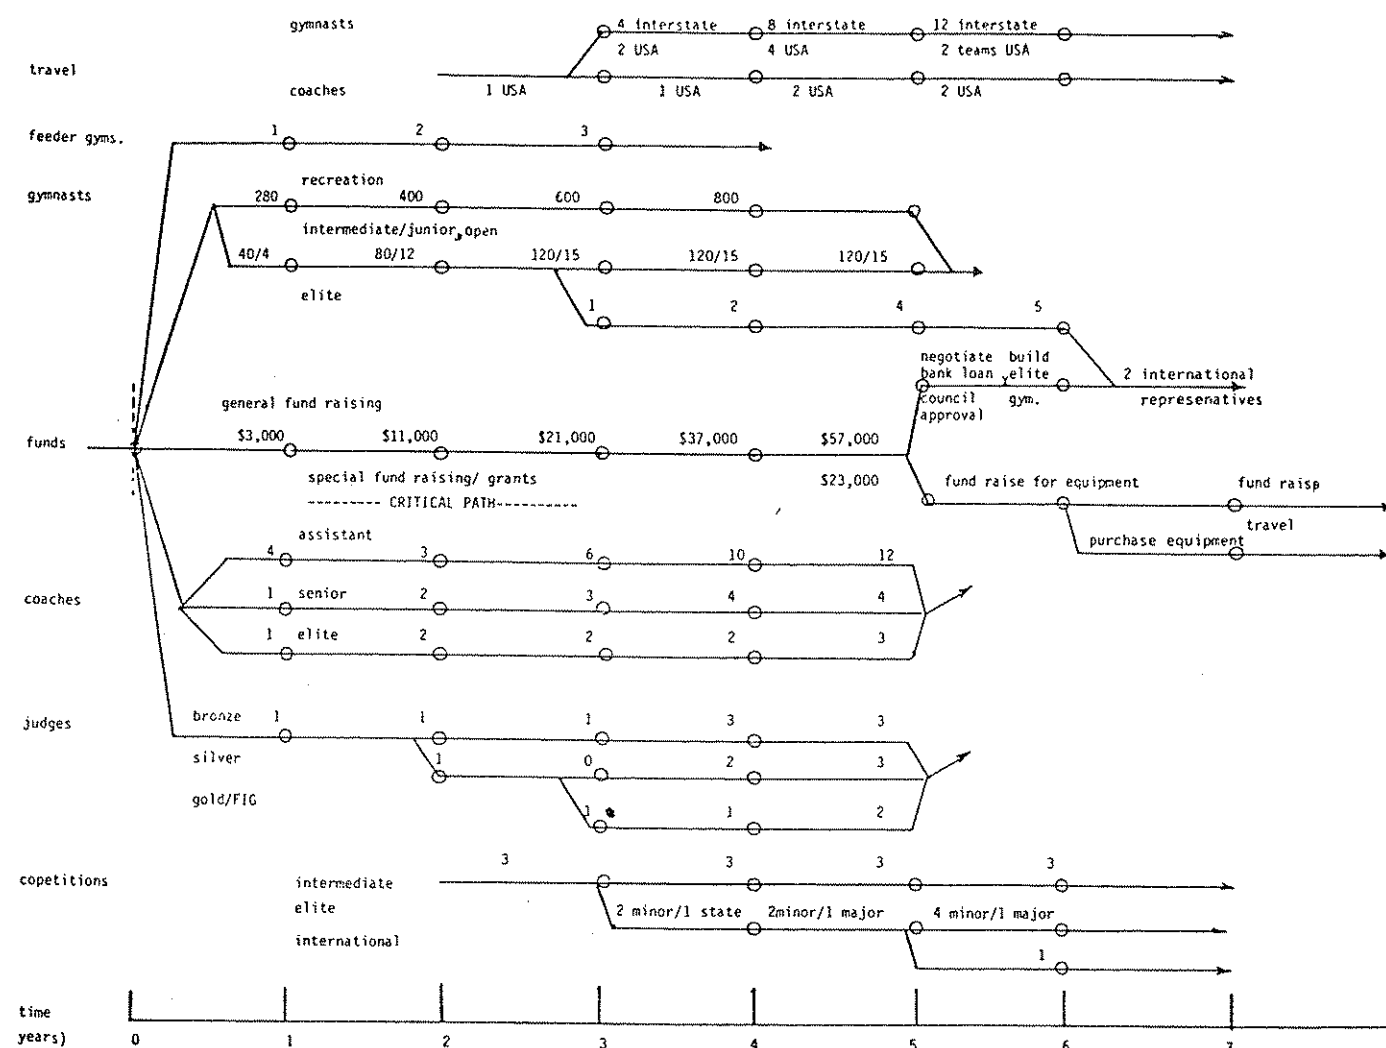 gymnasts
4 interstate 8 interstate 12 interstate
2 USA 4 USA 2 teams USA
travel
coaches
1 USA 1 USA 2 USA 2 USA
feeder gyms.
1 2 3
gymnasts
recreation
280 400 600 800
intermediate/junior,open
40/4 80/12 120/15 120/15 120/15
elite
1 2 4 5
negotiate build
bank loan elite
council gym.
approval
2 international
represenatives
general fund raising
funds
$3,000 $11,000 $21,000 $37,000 $57,000
special fund raising/ grants
$23,000
fund raise for equipment
fund raise
-------- CRITICAL PATH---------
travel
purchase equipment
assistant
4 3 6 10 12
coaches
1 senior 2 3 4 4
1 elite 2 2 2 3
judges
bronze 1 1 1 3 3
silver 1 0 2 3
gold/FIG
1 1 2
copetitions
3 3 3 3
intermediate
elite
2 minor/1 state 2minor/1 major 4 minor/1 major
international
1
time
years)
0 1 2 3 4 5 6 7